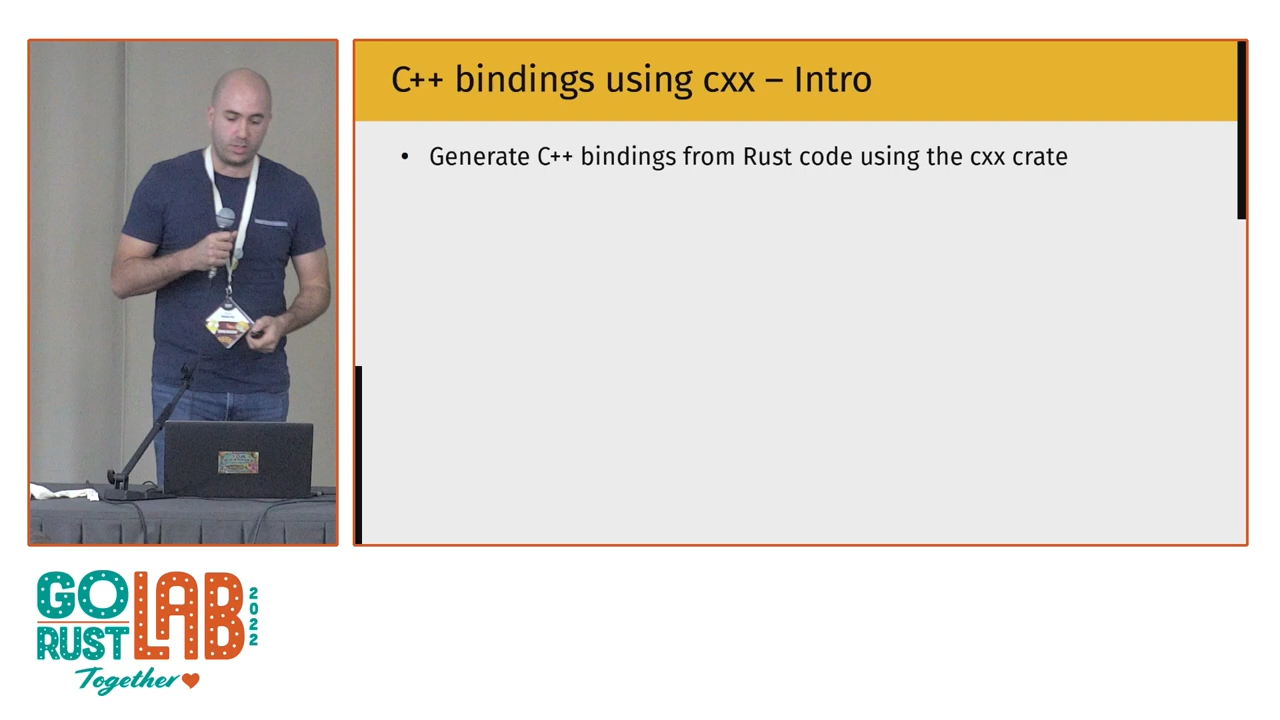 C++ bindings using cxx – Intro
• Generate C++ bindings from Rust code using the cxx crate
GO LAB
RUST
2022
Together